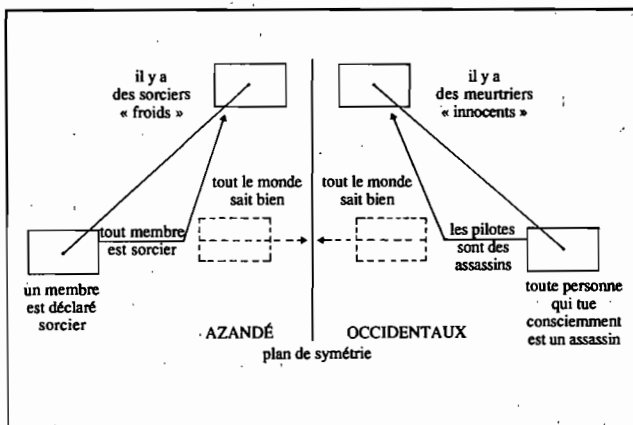 il y a
des sorciers
« froids »
il y a
des meurtriers
« innocents »
tout le monde
sait bien
tout le monde
sait bien
tout membre
est sorcier
les pilotes
sont des
assassins
un membre
est déclaré
sorcier
toute personne
qui tue
consciemment
est un assassin
AZANDÉ
OCCIDENTAUX
plan de symétrie